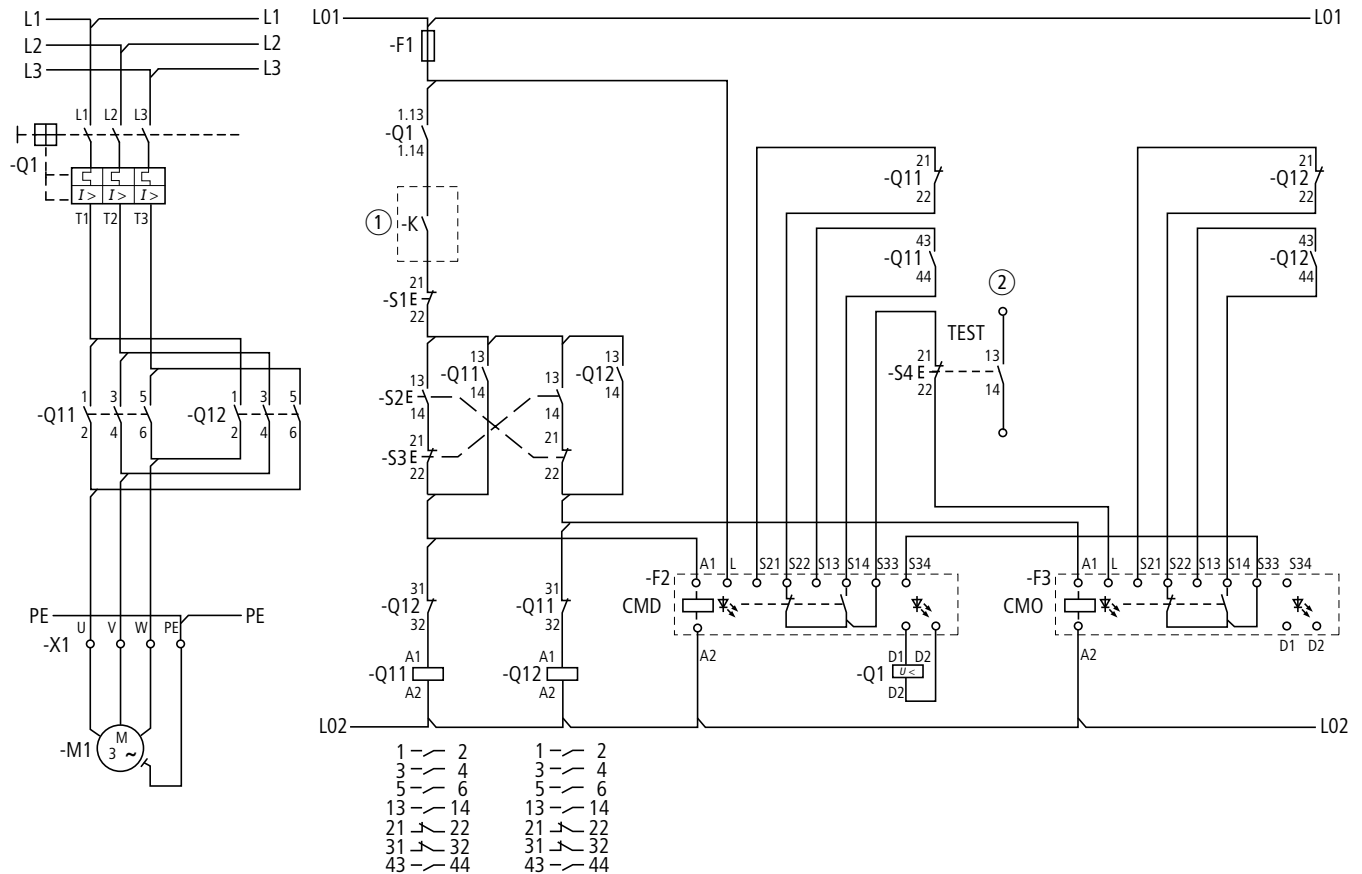 L1 L1
L2 L2
L3 L3
L1 L2 L3
-Q1
I > I > I >
T1 T2 T3
1 3 5 1 3 5
-Q11 -Q12
2 4 6 2 4 6
PE PE
U V W PE
-X1
M
3 ~
-M1
L01 L01
-F1
1.13
-Q1
1.14
1 -K
21
-S1 E
22
13 13
-Q11 -Q12
14 14
13 13
-S2 E
14 14
21 21
-S3 E
22 22
21
-Q11
22
43
-Q11
44
2
TEST
21 13
-S4 E
22 14
21
-Q12
22
43
-Q12
44
A1 L S21 S22 S13 S14 S33 S34
-F2
CMD
A2
D1 D2
-Q1 U <
D2
A1 L S21 S22 S13 S14 S33 S34
-F3
CMO
A2
D1 D2
31 31
-Q12 -Q11
32 32
A1 A1
-Q11 -Q12
A2 A2
L02 L02
1 2 1 2
3 4 3 4
5 6 5 6
13 14 13 14
21 22 21 22
31 32 31 32
43 44 43 44